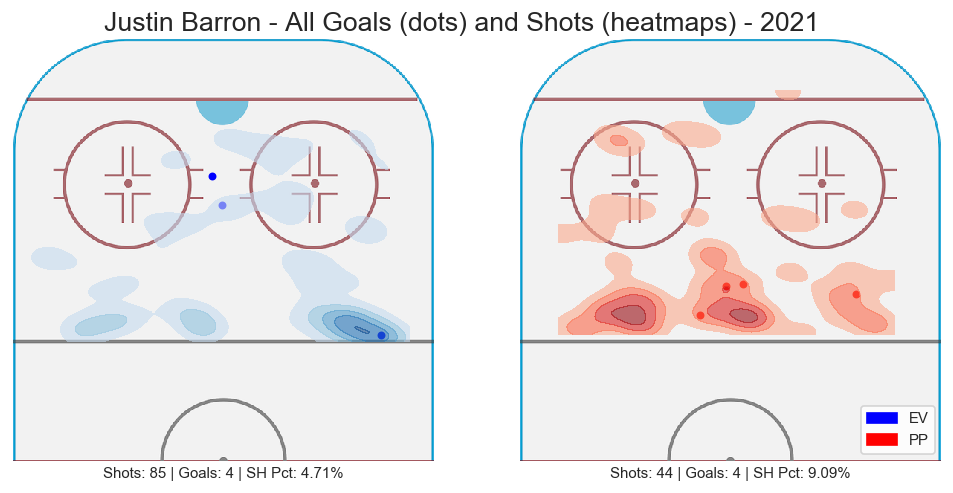 Justin Barron - All Goals (dots) and Shots (heatmaps) - 2021
EV
PP
Shots: 85 | Goals: 4 | SH Pct: 4.71%
Shots: 44 | Goals: 4 | SH Pct: 9.09%